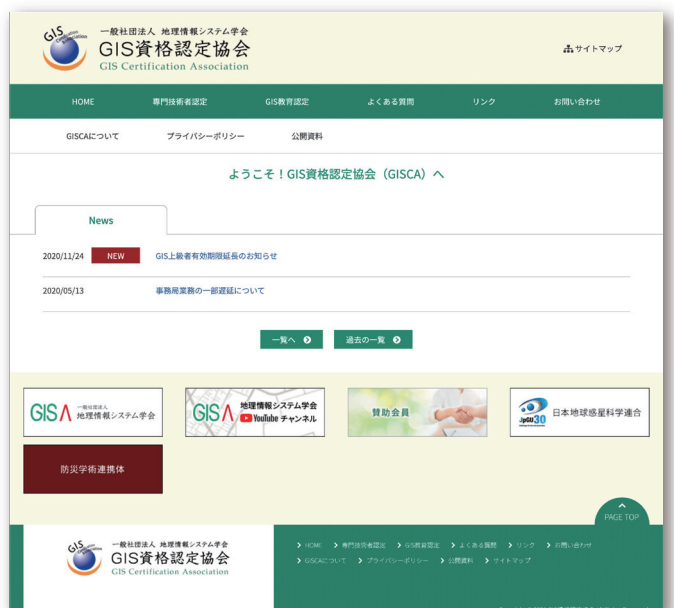 GIS
Certification Association
一般社団法人 地理情報システム学会
GIS資格認定協会
GIS Certification Association
サイトマップ
HOME 専門技術者認定 GIS教育認定 よくある質問 リンク お問い合わせ
GISCAについて プライバシーポリシー 公開資料
ようこそ！GIS資格認定協会（GISCA）へ
News
2020/11/24 NEW GIS上級者有効期限延長のお知らせ
2020/05/13 事務局業務の一部遅延について
一覧へ 過去の一覧
GISA 一般社団法人 地理情報システム学会
GISA 地理情報システム学会 YouTube チャンネル
賛助会員
JpGU30 日本地球惑星科学連合
防災学術連携体
PAGE TOP
GIS
一般社団法人 地理情報システム学会
GIS資格認定協会
GIS Certification Association
HOME 専門技術者認定 GIS教育認定 よくある質問 リンク お問い合わせ
GISCAについて プライバシーポリシー 公開資料 サイトマップ